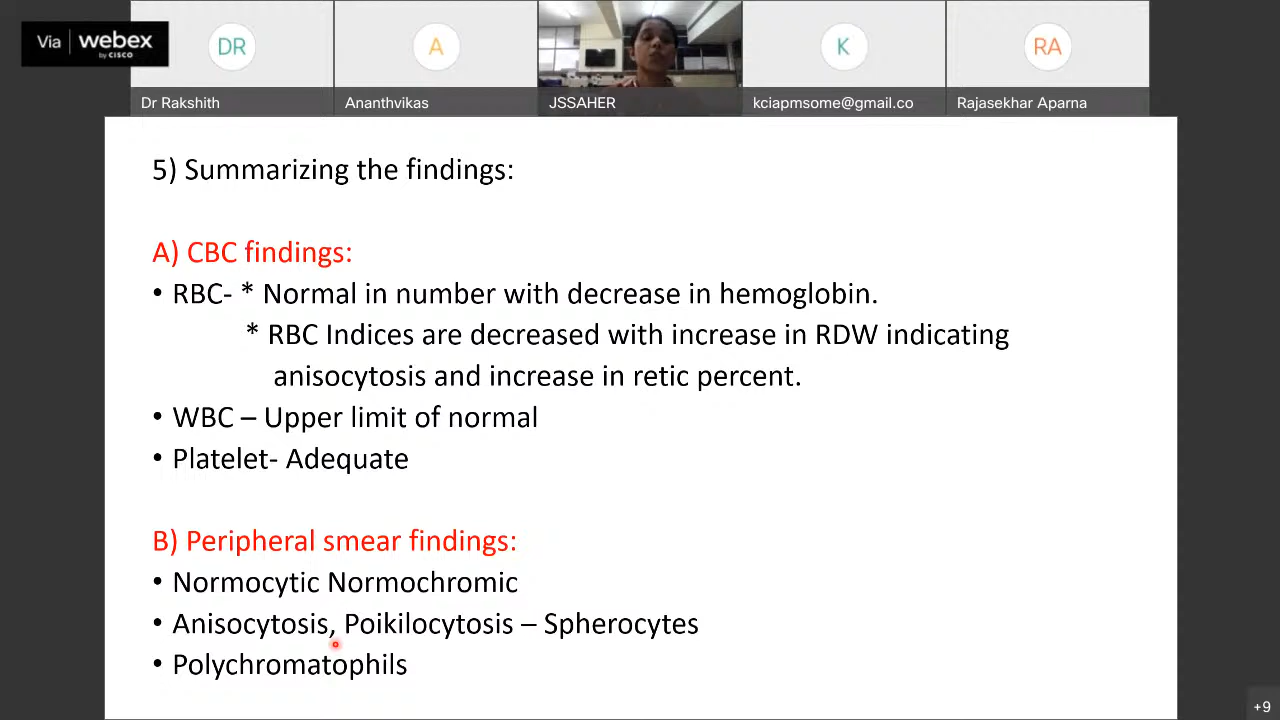 Via webex
by CISCO
DR
A
K
RA
Dr Rakshith
Ananthvikas
JSSAHER
kciapmsome@gmail.co
Rajasekhar Aparna
5) Summarizing the findings:
A) CBC findings:
• RBC- * Normal in number with decrease in hemoglobin.
* RBC Indices are decreased with increase in RDW indicating
anisocytosis and increase in retic percent.
• WBC – Upper limit of normal
• Platelet- Adequate
B) Peripheral smear findings:
• Normocytic Normochromic
• Anisocytosis, Poikilocytosis – Spherocytes
• Polychromatophils
+9